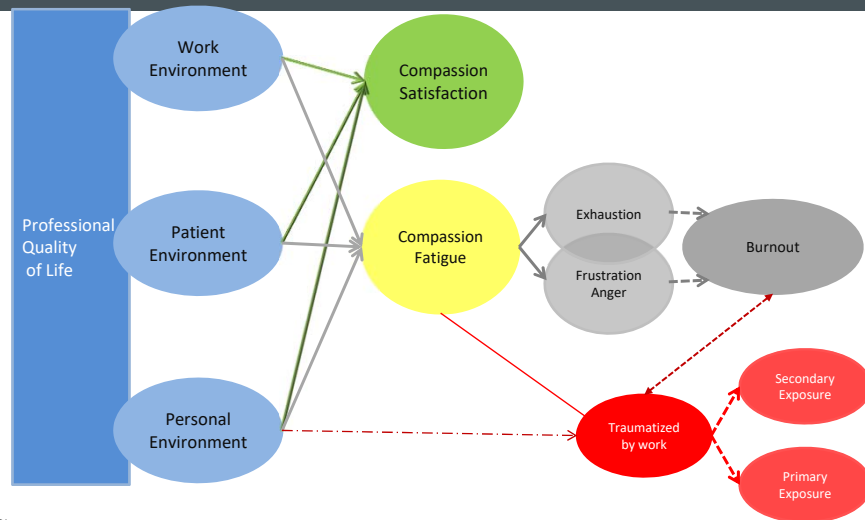 Professional
Quality
of Life
Work
Environment
Patient
Environment
Personal
Environment
Compassion
Satisfaction
Compassion
Fatigue
Exhaustion
Frustration
Anger
Burnout
Traumatized
by work
Secondary
Exposure
Primary
Exposure